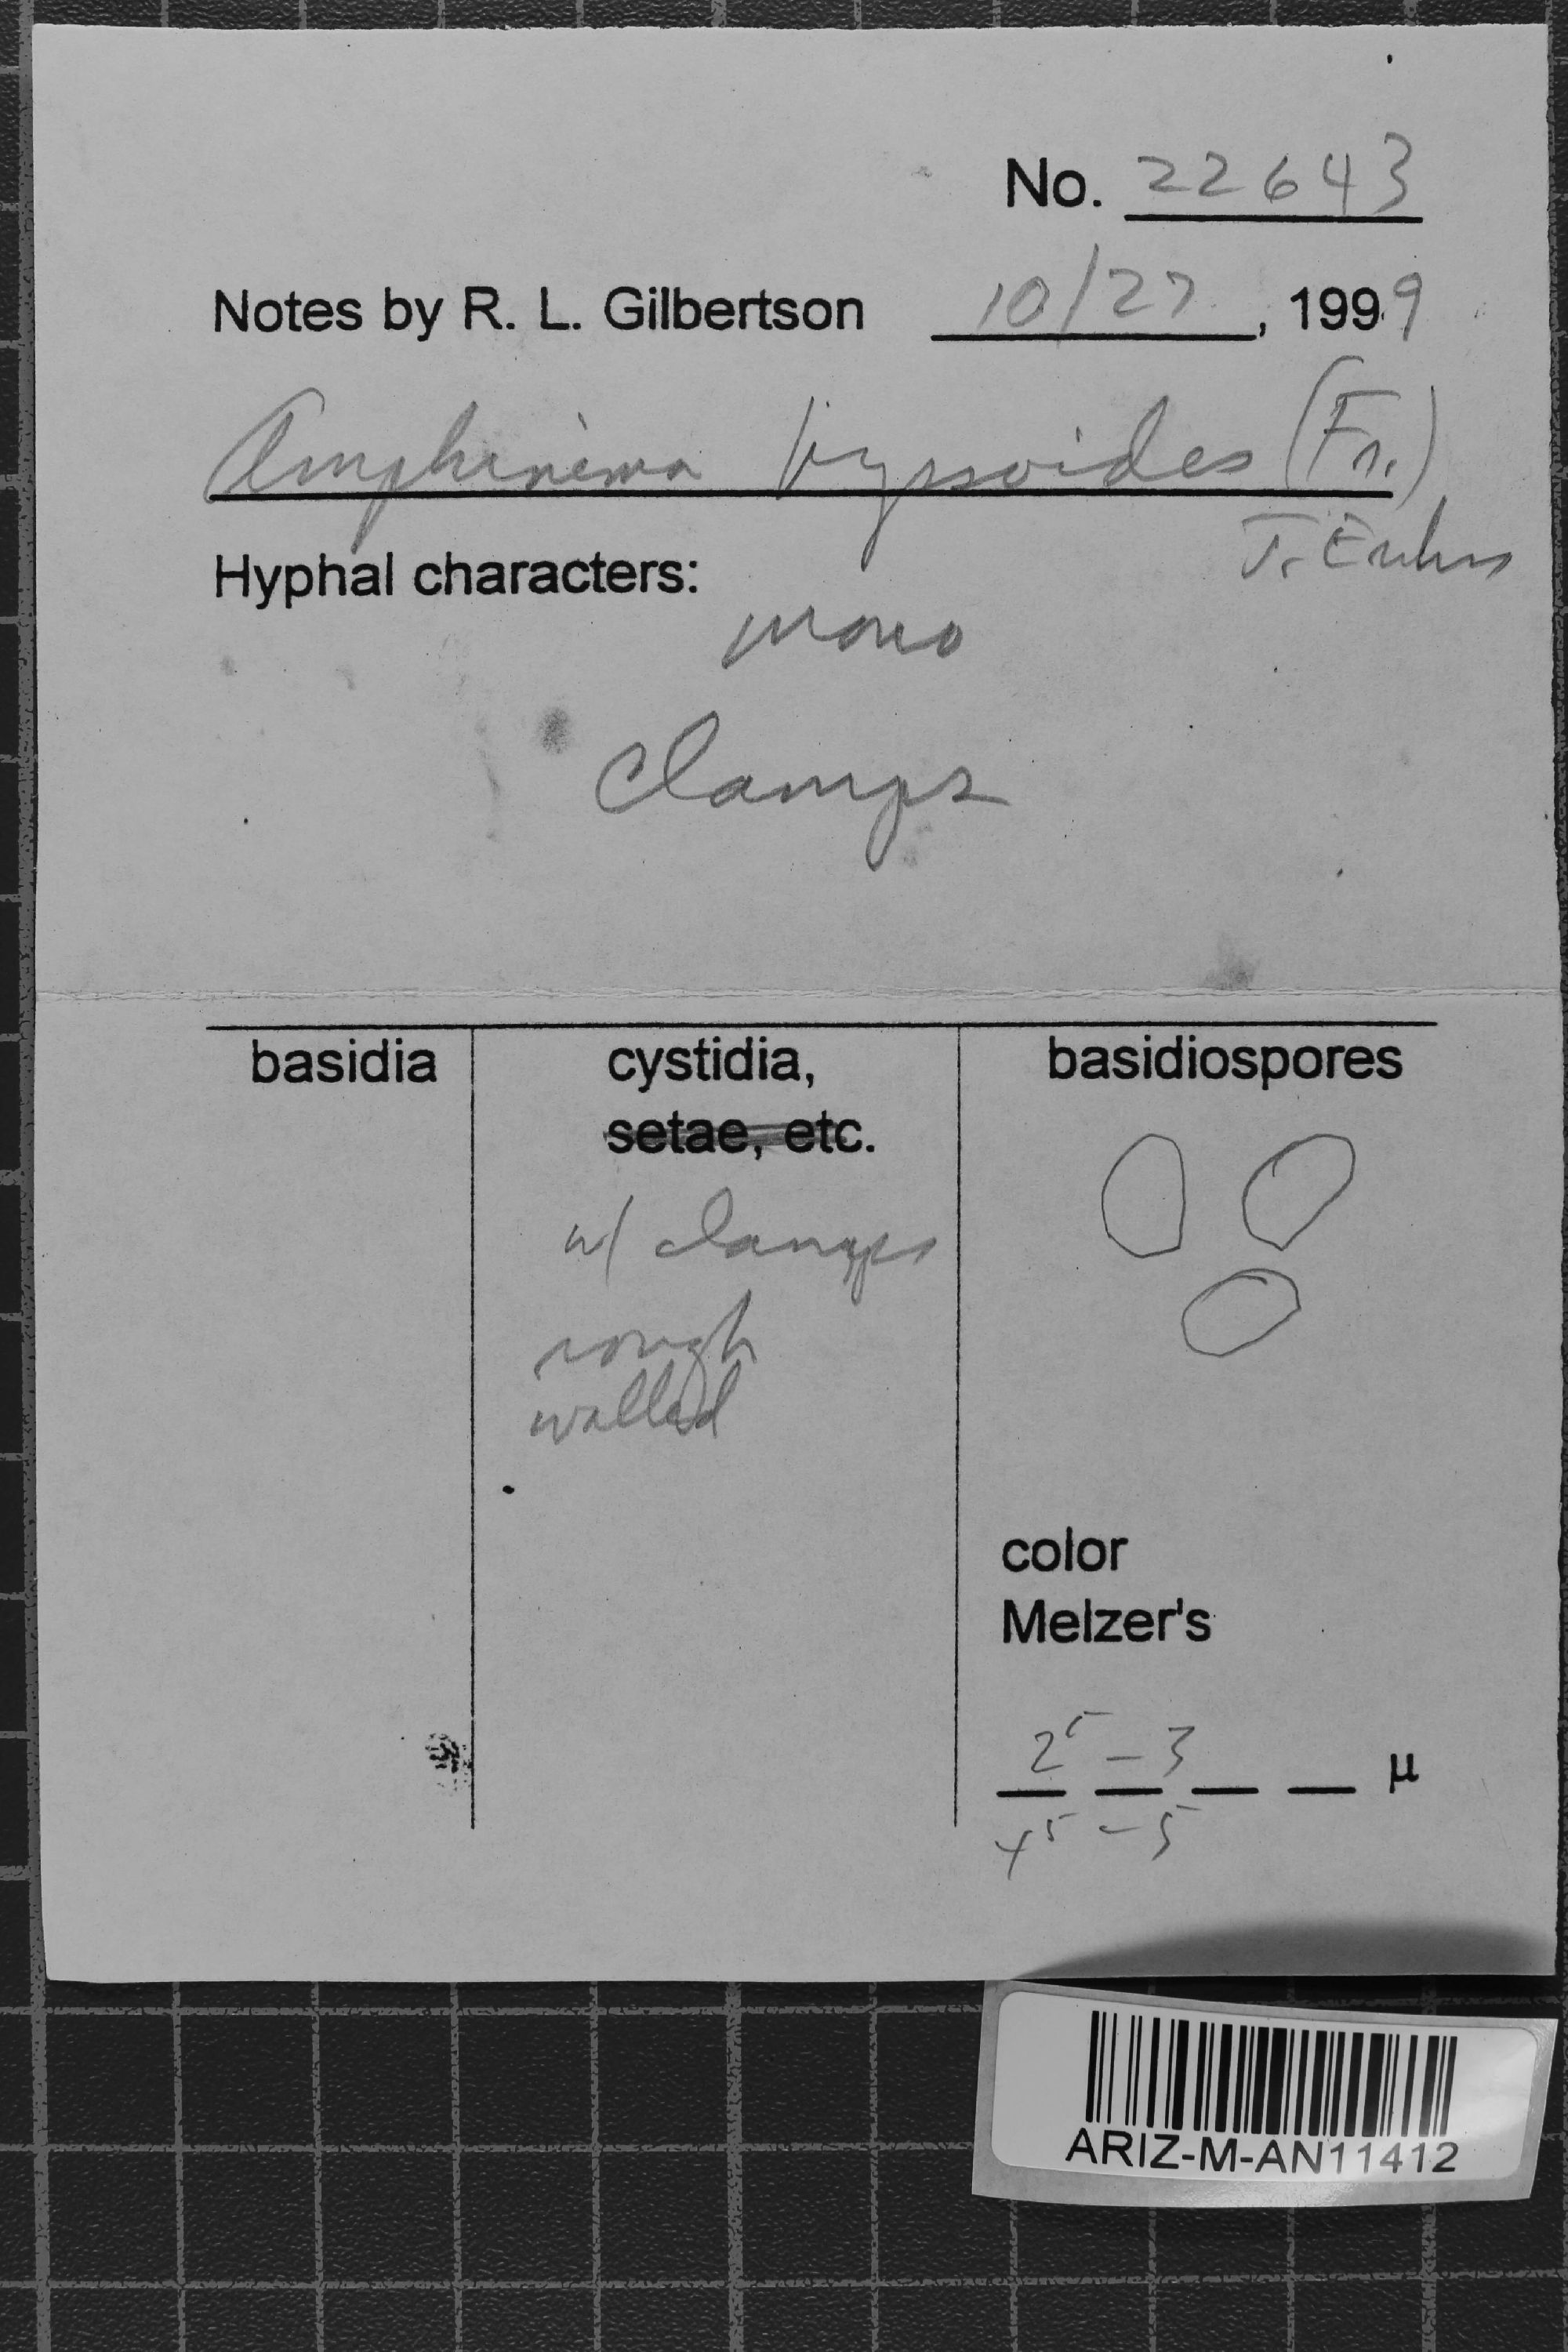 No. 22643
Notes by R. L. Gilbertson 10/27, 1999
Amphinema byssoides (Fr.)
J. Erikss
Hyphal characters:
mono
clamps
basidia
cystidia,
setae, etc.
w/ clamps
rough
walled
basidiospores
color
Melzer's
2⁵ – 3 µ
4⁵ – 5
ARIZ-M-AN11412